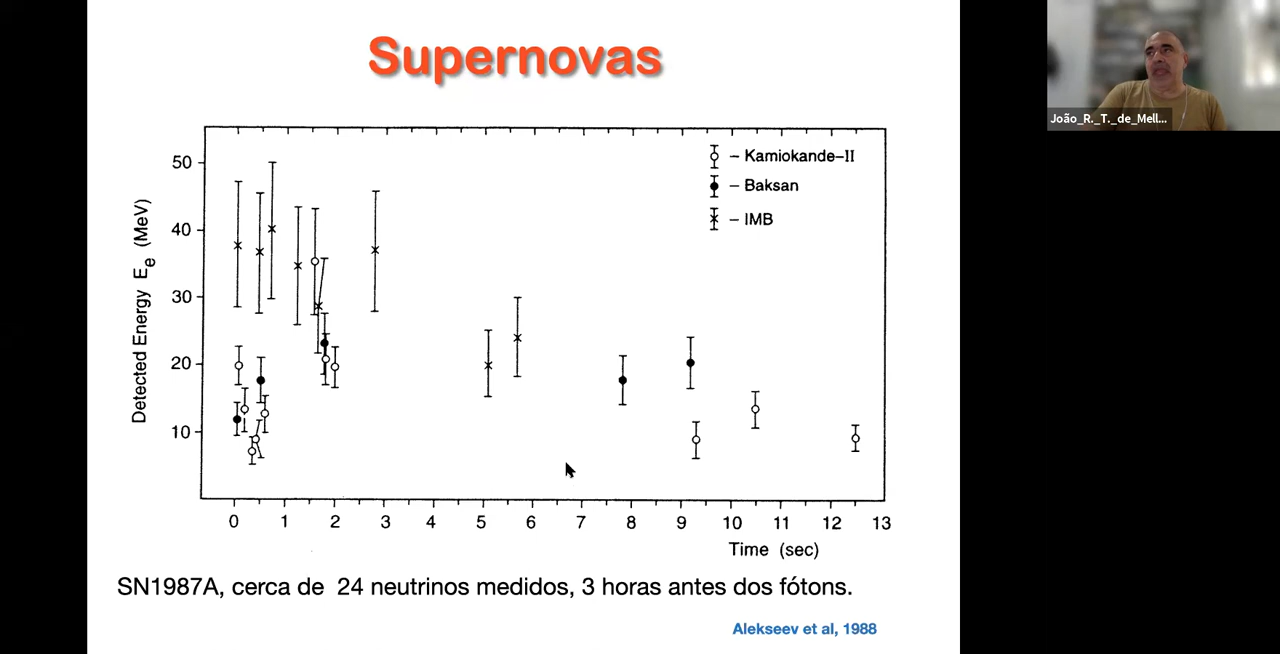 Supernovas
João_R._T._de_Mell...
50
40
30
20
10
Detected Energy Ee (MeV)
– Kamiokande–II
– Baksan
– IMB
0 1 2 3 4 5 6 7 8 9 10 11 12 13
Time (sec)
SN1987A, cerca de 24 neutrinos medidos, 3 horas antes dos fótons.
Alekseev et al, 1988